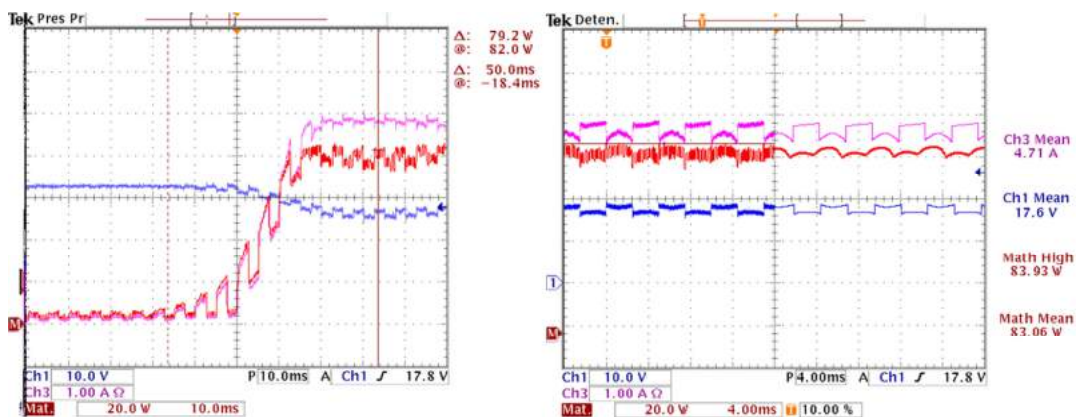 Tek Pres Pr
Δ: 79.2 W
@: 82.0 W
Δ: 50.0ms
@: -18.4ms
M
Ch1 10.0 V P 10.0ms A Ch1 ƒ 17.8 V
Ch3 1.00 A Ω
Mat. 20.0 W 10.0ms
Tek Deten.
T
T
Ch3 Mean
4.71 A
Ch1 Mean
17.6 V
Math High
83.93 W
Math Mean
83.06 W
1
M
Ch1 10.0 V P 4.00ms A Ch1 ƒ 17.8 V
Ch3 1.00 A Ω
Mat. 20.0 W 4.00ms T 10.00 %